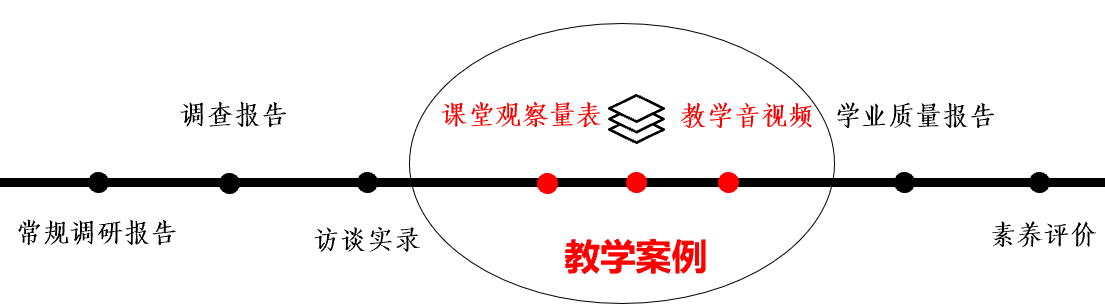 调查报告
课堂观察量表
教学音视频
学业质量报告
常规调研报告
访谈实录
教学案例
素养评价